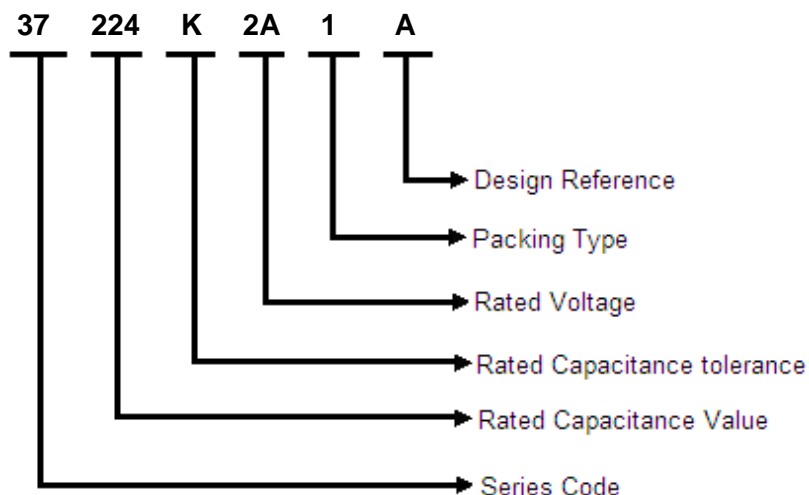 37 224 K 2A 1 A
Design Reference
Packing Type
Rated Voltage
Rated Capacitance tolerance
Rated Capacitance Value
Series Code